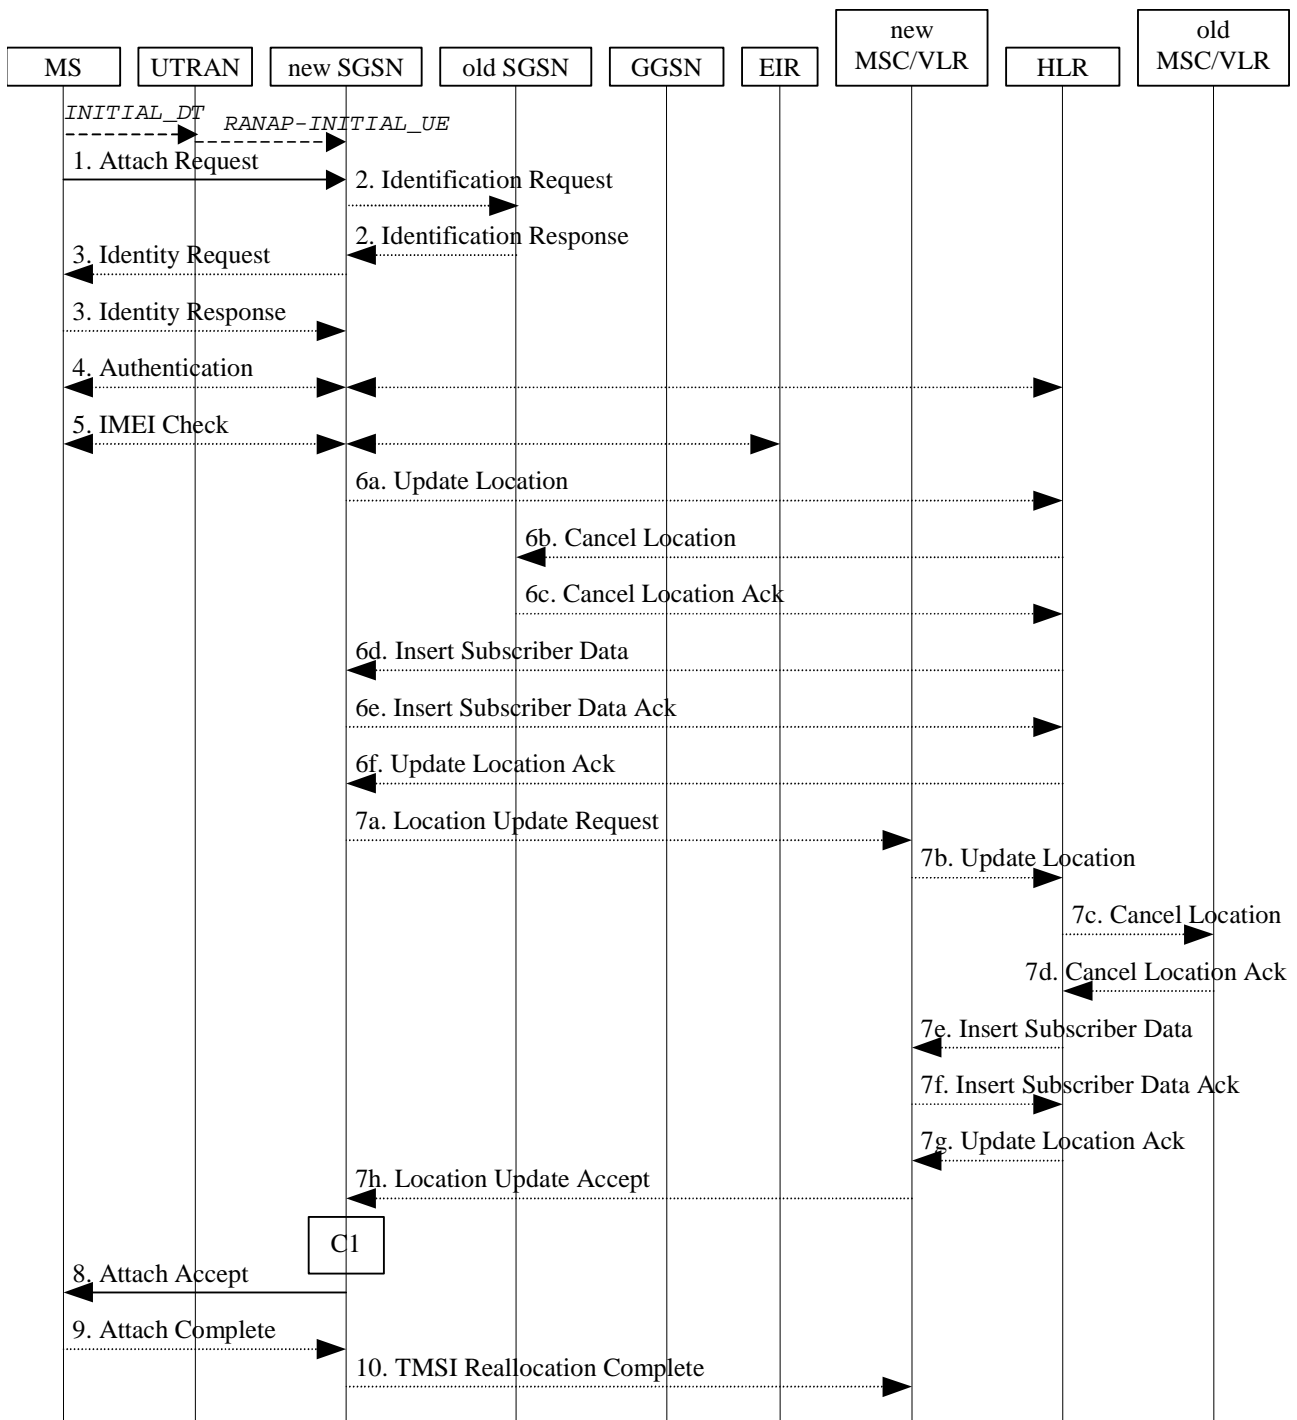 new
old
MS
UTRAN
new SGSN
old SGSN
GGSN
EIR
MSC/VLR
HLR
MSC/VLR
INITIAL_DT
RANAP-INITIAL_UE
1. Attach Request
2. Identification Request
2. Identification Response
3. Identity Request
3. Identity Response
4. Authentication
5. IMEI Check
6a. Update Location
6b. Cancel Location
6c. Cancel Location Ack
6d. Insert Subscriber Data
6e. Insert Subscriber Data Ack
6f. Update Location Ack
7a. Location Update Request
7b. Update Location
7c. Cancel Location
7d. Cancel Location Ack
7e. Insert Subscriber Data
7f. Insert Subscriber Data Ack
7g. Update Location Ack
7h. Location Update Accept
C1
8. Attach Accept
9. Attach Complete
10. TMSI Reallocation Complete